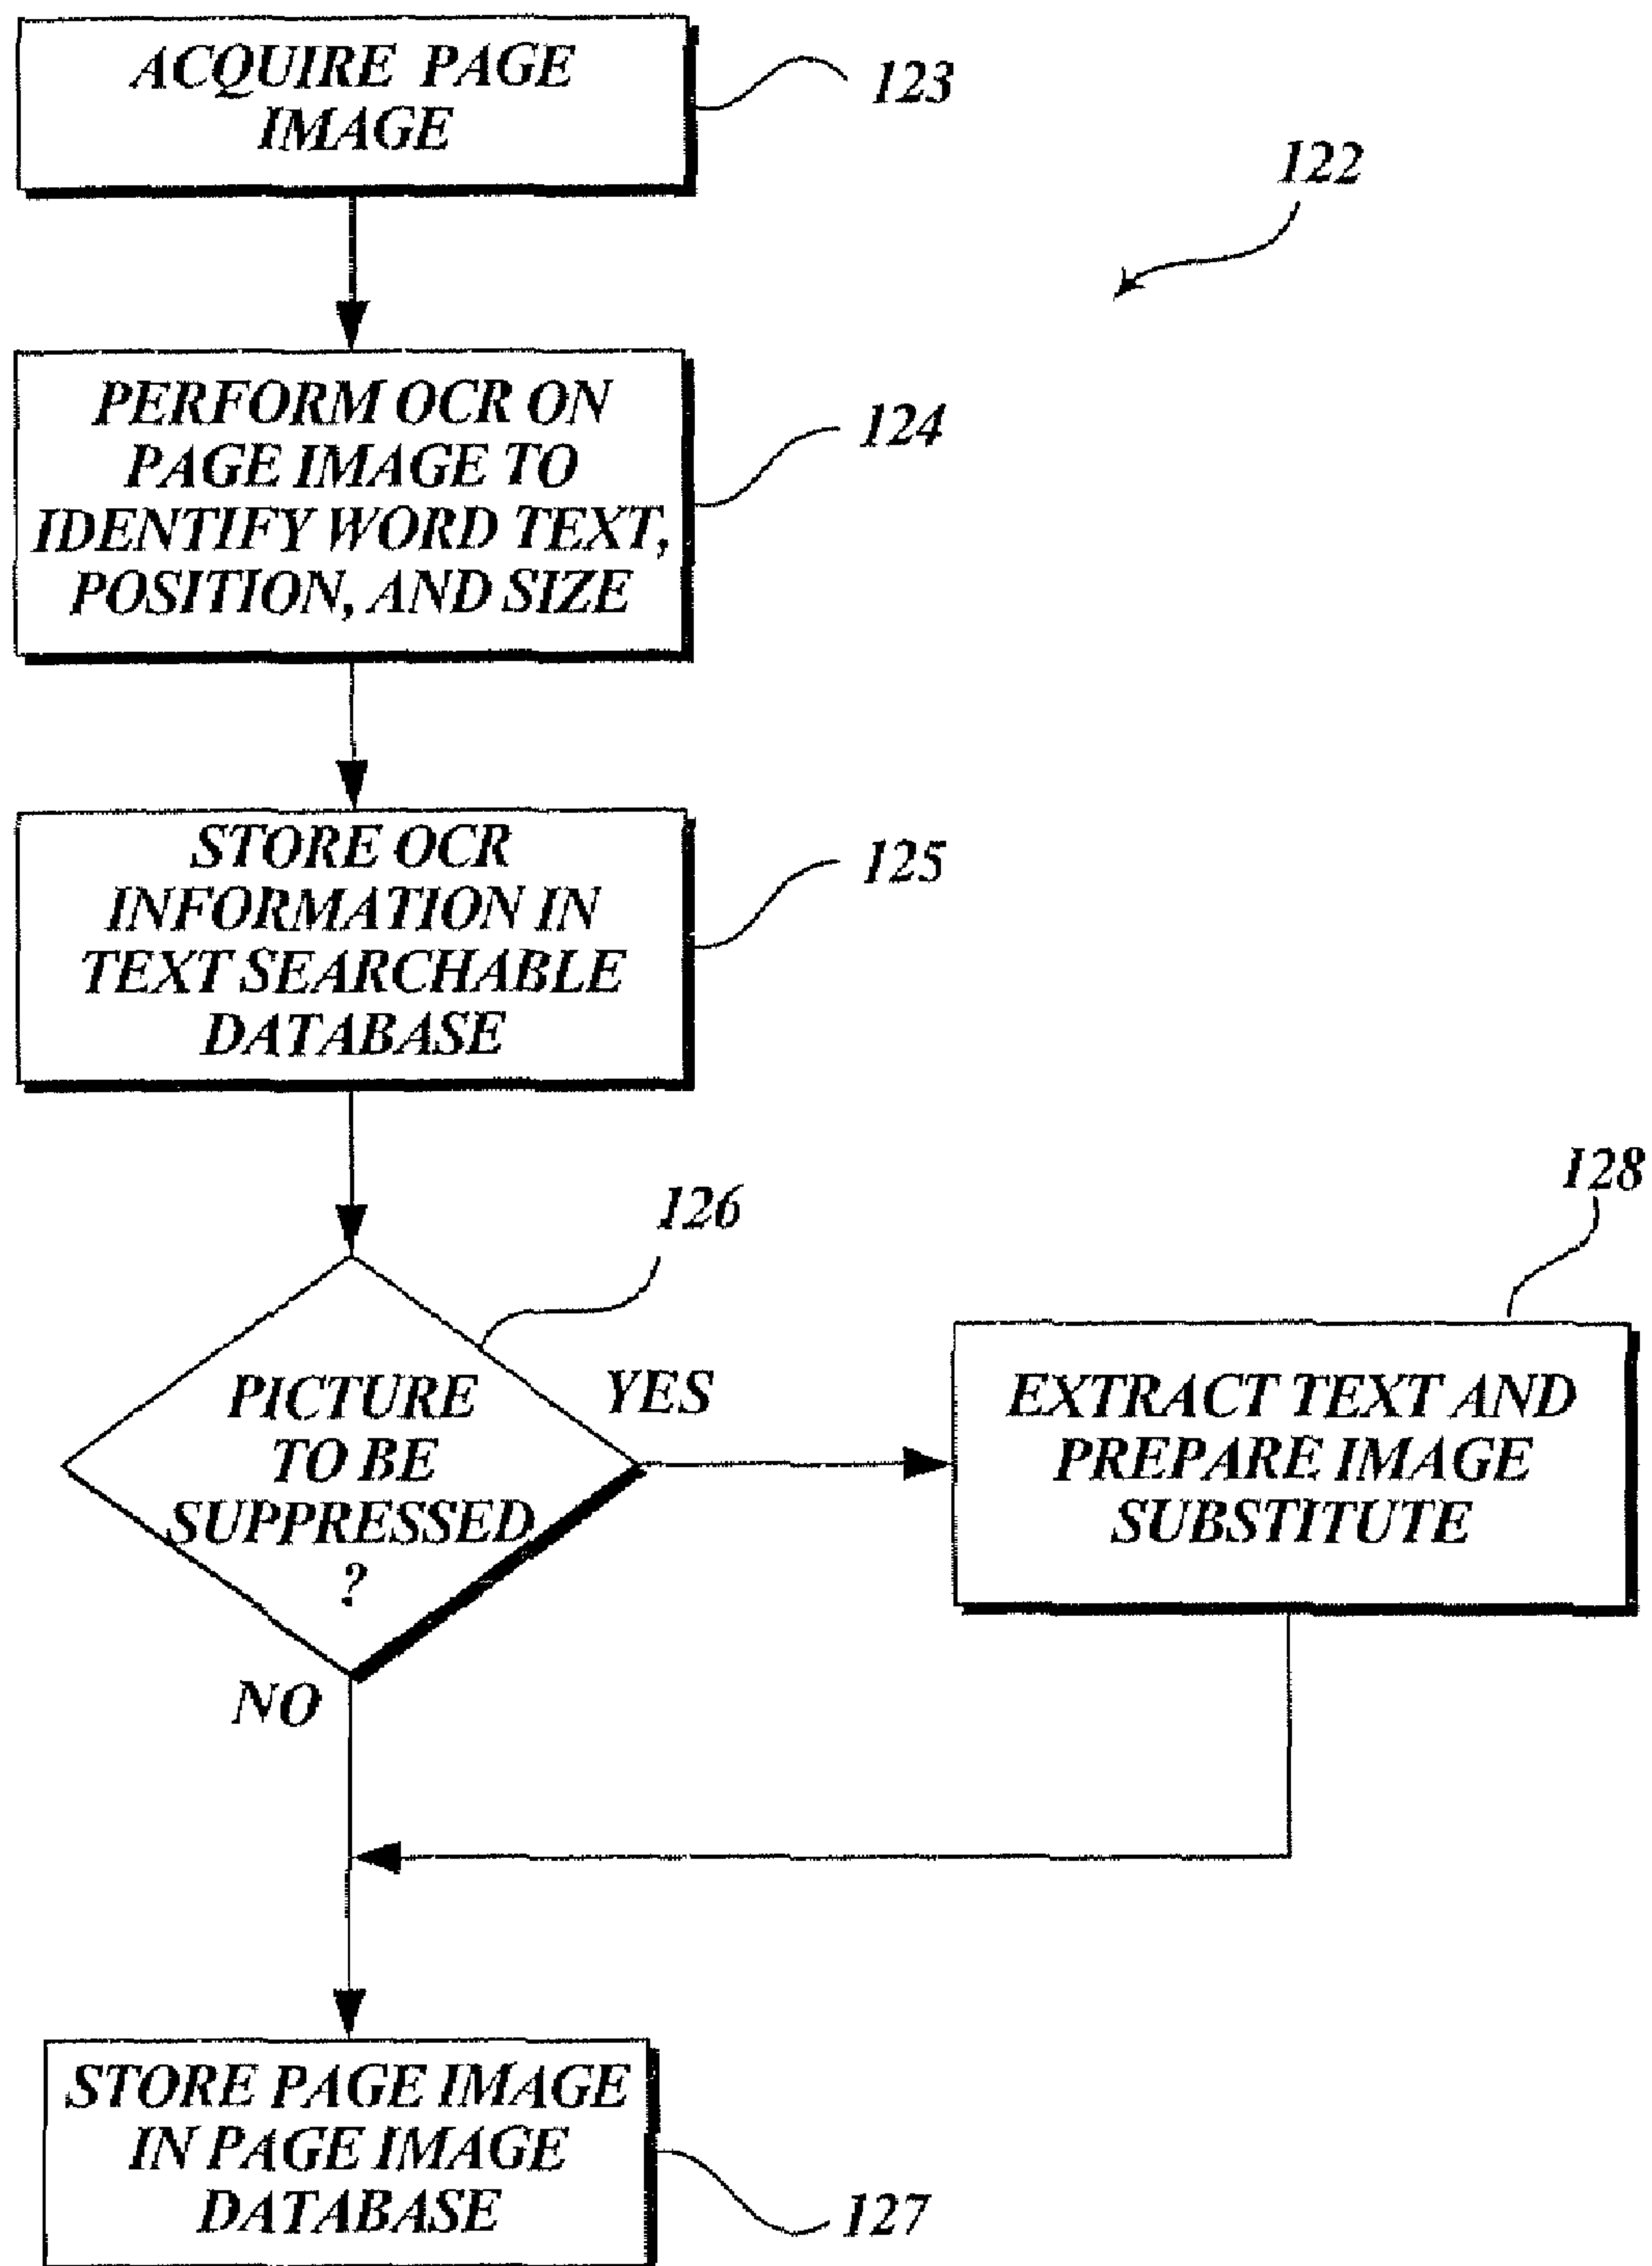 ACQUIRE PAGE
IMAGE
123
122
PERFORM OCR ON
PAGE IMAGE TO
IDENTIFY WORD TEXT,
POSITION, AND SIZE
124
STORE OCR
INFORMATION IN
TEXT SEARCHABLE
DATABASE
125
126
PICTURE
TO BE
SUPPRESSED
?
YES
NO
128
EXTRACT TEXT AND
PREPARE IMAGE
SUBSTITUTE
STORE PAGE IMAGE
IN PAGE IMAGE
DATABASE
127